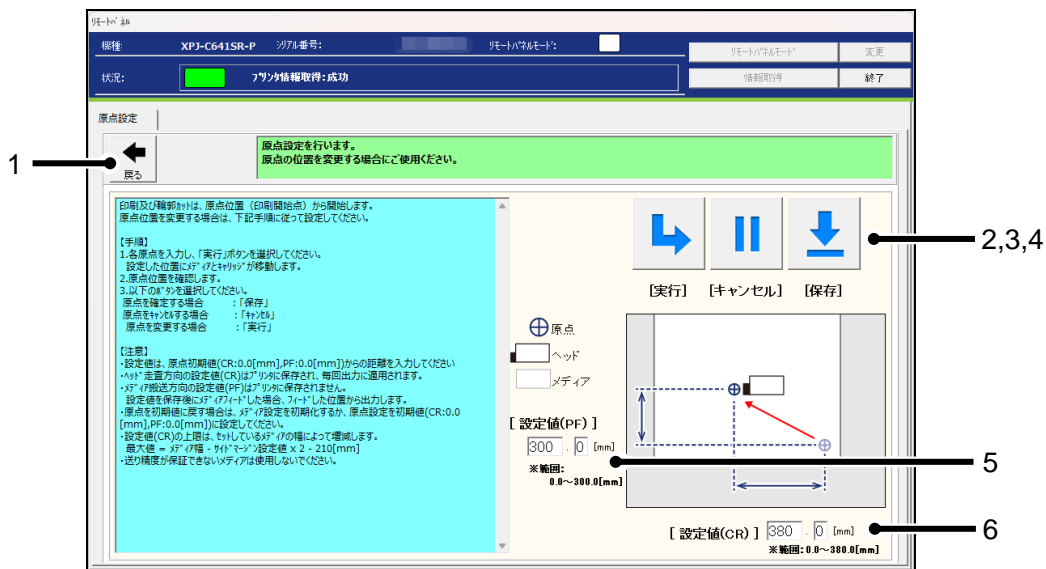 リモートパネル
機種:
XPJ-C641SR-P
シリアル番号:
リモートパネルモード:
リモートパネルモード
変更
状況:
プリンタ情報取得:成功
情報取得
終了
原点設定
1
戻る
原点設定を行います。
原点の位置を変更する場合にご使用ください。
印刷及び輪郭カットは、原点位置（印刷開始点）から開始します。
原点位置を変更する場合は、下記手順に従って設定してください。
【手順】
1.各原点を入力し、「実行」ボタンを選択してください。
設定した位置にメディアとキャリッジが移動します。
2.原点位置を確認します。
3.以下のボタンを選択してください。
原点を確定する場合　：「保存」
原点をキャンセルする場合　：「キャンセル」
原点を変更する場合　：「実行」
【注意】
・設定値は、原点初期値(CR:0.0[mm],PF:0.0[mm])からの距離を入力してください
・ヘッド走査方向の設定値(CR)はプリンタに保存され、毎回出力に適用されます。
・メディア搬送方向の設定値(PF)はプリンタに保存されません。
設定値を保存後にメディアフィードした場合、フィードした位置から出力します。
・原点を初期値に戻す場合は、メディア設定を初期化するか、原点設定を初期値(CR:0.0
[mm],PF:0.0[mm])に設定してください。
・設定値(CR)の上限は、セットしているメディアの幅によって増減します。
最大値 = メディア幅 - サイドマージン設定値 x 2 - 210[mm]
・送り精度が保証できないメディアは使用しないでください。
2,3,4
[実行]
[キャンセル]
[保存]
原点
ヘッド
メディア
[ 設定値(PF) ]
300 . 0 [mm]
※範囲:
0.0～300.0[mm]
5
[ 設定値(CR) ] 380 . 0 [mm]
※範囲:0.0～380.0[mm]
6